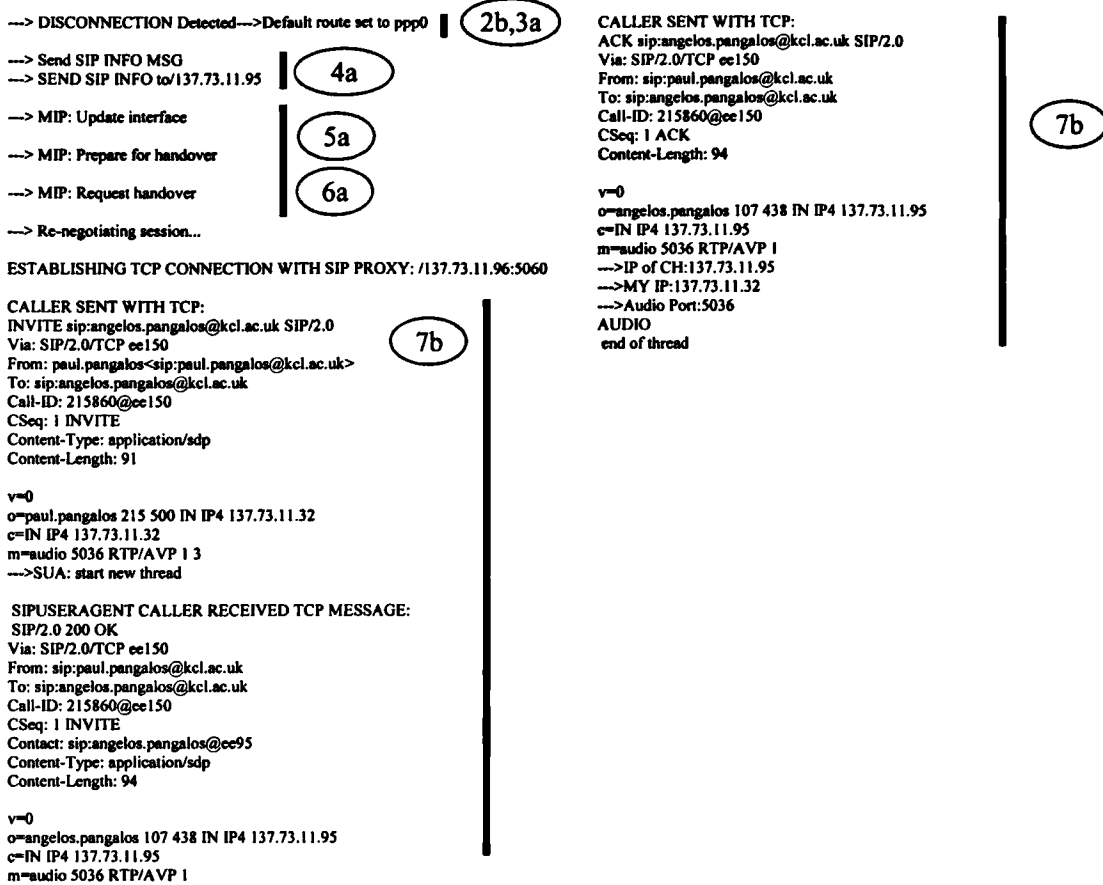 ---> DISCONNECTION Detected--->Default route set to ppp0
2b,3a
---> Send SIP INFO MSG
---> SEND SIP INFO to/137.73.11.95
4a
---> MIP: Update interface
5a
---> MIP: Prepare for handover
---> MIP: Request handover
6a
---> Re-negotiating session...
ESTABLISHING TCP CONNECTION WITH SIP PROXY: /137.73.11.96:5060
CALLER SENT WITH TCP:
INVITE sip:angelos.pangalos@kcl.ac.uk SIP/2.0
Via: SIP/2.0/TCP ee150
From: paul.pangalos<sip:paul.pangalos@kcl.ac.uk>
To: sip:angelos.pangalos@kcl.ac.uk
Call-ID: 215860@ee150
CSeq: 1 INVITE
Content-Type: application/sdp
Content-Length: 91
7b
v=0
o=paul.pangalos 215 500 IN IP4 137.73.11.32
c=IN IP4 137.73.11.32
m=audio 5036 RTP/AVP 1 3
--->SUA: start new thread
SIPUSERAGENT CALLER RECEIVED TCP MESSAGE:
SIP/2.0 200 OK
Via: SIP/2.0/TCP ee150
From: sip:paul.pangalos@kcl.ac.uk
To: sip:angelos.pangalos@kcl.ac.uk
Call-ID: 215860@ee150
CSeq: 1 INVITE
Contact: sip:angelos.pangalos@ee95
Content-Type: application/sdp
Content-Length: 94
v=0
o=angelos.pangalos 107 438 IN IP4 137.73.11.95
c=IN IP4 137.73.11.95
m=audio 5036 RTP/AVP 1
CALLER SENT WITH TCP:
ACK sip:angelos.pangalos@kcl.ac.uk SIP/2.0
Via: SIP/2.0/TCP ee150
From: sip:paul.pangalos@kcl.ac.uk
To: sip:angelos.pangalos@kcl.ac.uk
Call-ID: 215860@ee150
CSeq: 1 ACK
Content-Length: 94
7b
v=0
o=angelos.pangalos 107 438 IN IP4 137.73.11.95
c=IN IP4 137.73.11.95
m=audio 5036 RTP/AVP 1
--->IP of CH:137.73.11.95
--->MY IP:137.73.11.32
--->Audio Port:5036
AUDIO
end of thread